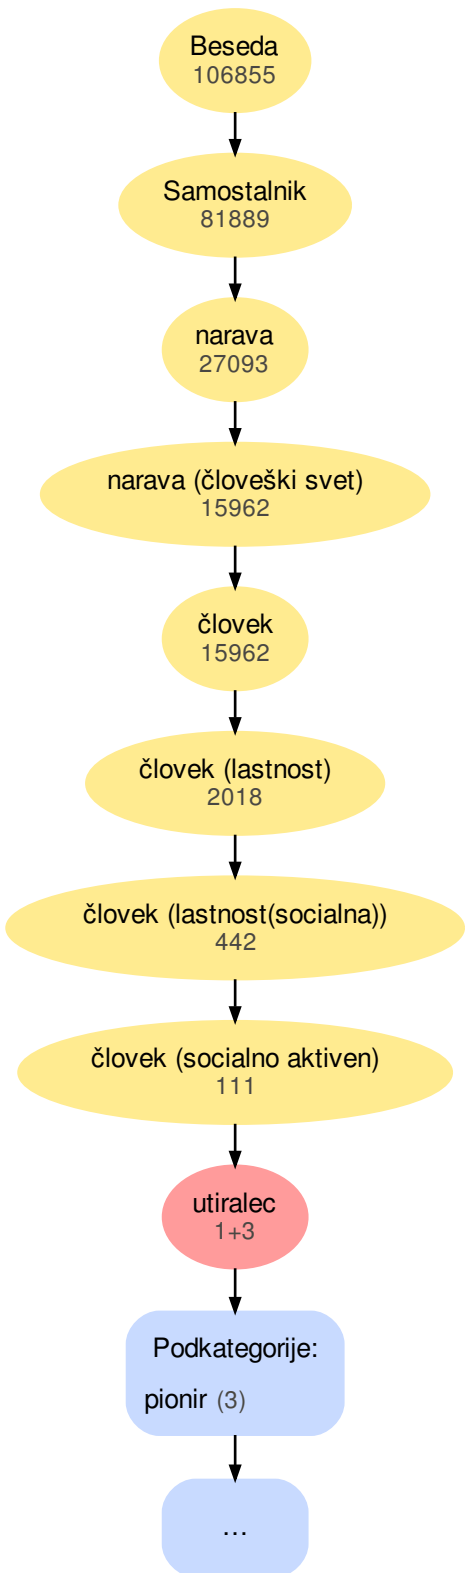 Beseda
106855
Samostalnik
81889
narava
27093
narava (človeški svet)
15962
človek
15962
človek (lastnost)
2018
človek (lastnost(socialna))
442
človek (socialno aktiven)
111
utiralec
1+3
Podkategorije:
pionir (3)
...